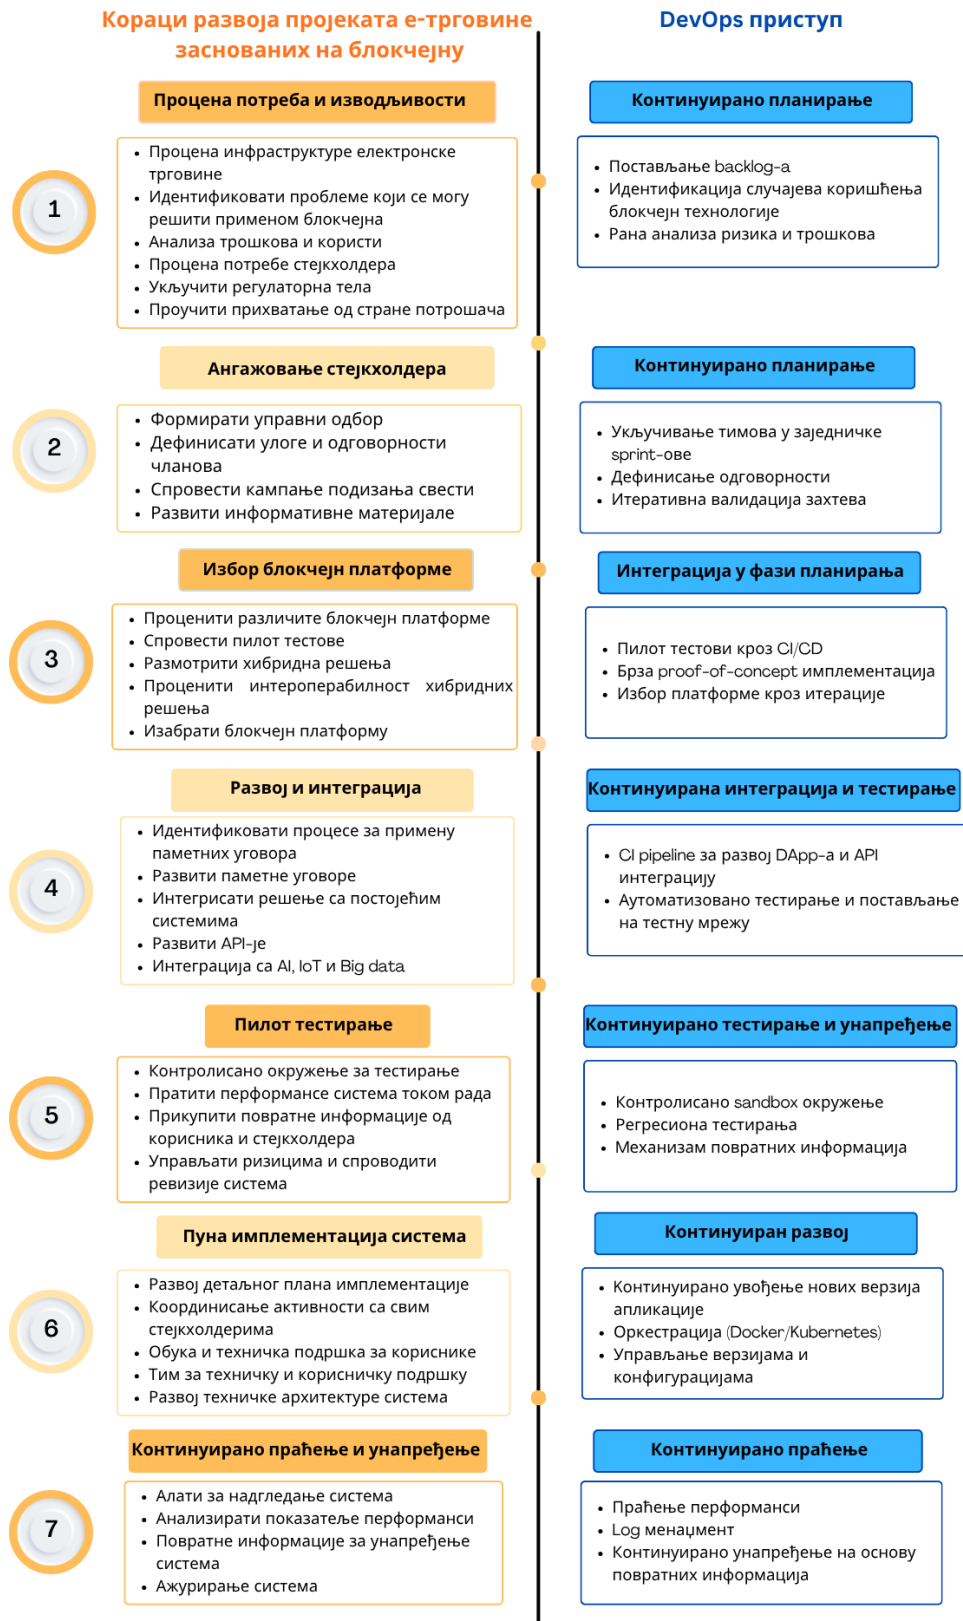 Кораци развоја пројеката е-трговине
заснованих на блокчејну
DevOps приступ
1
Процена потреба и изводљивости
• Процена инфраструктуре електронске
трговине
• Идентификовати проблеме који се могу
решити применом блокчејна
• Анализа трошкова и користи
• Процена потребе стејкхолдера
• Укључити регулаторна тела
• Проучити прихватање од стране потрошача
Континуирано планирање
• Постављање backlog-а
• Идентификација случајева коришћења
блокчејн технологије
• Рана анализа ризика и трошкова
2
Ангажовање стејкхолдера
• Формирати управни одбор
• Дефинисати улоге и одговорности
чланова
• Спровести кампање подизања свести
• Развити информативне материјале
Континуирано планирање
• Укључивање тимова у заједничке
sprint-ове
• Дефинисање одговорности
• Итеративна валидација захтева
3
Избор блокчејн платформе
• Проценити различите блокчејн платформе
• Спровести пилот тестове
• Размотрити хибридна решења
• Проценити интероперабилност хибридних
решења
• Изабрати блокчејн платформу
Интеграција у фази планирања
• Пилот тестови кроз CI/CD
• Брза proof-of-concept имплементација
• Избор платформе кроз итерације
4
Развој и интеграција
• Идентификовати процесе за примену
паметних уговора
• Развити паметне уговоре
• Интегрисати решење са постојећим
системима
• Развити API-је
• Интеграција са AI, IoT и Big data
Континуирана интеграција и тестирање
• CI pipeline за развој DApp-а и API
интеграцију
• Аутоматизовано тестирање и постављање
на тестну мрежу
5
Пилот тестирање
• Контролисано окружење за тестирање
• Пратити перформансе система током рада
• Прикупити повратне информације од
корисника и стејкхолдера
• Управљати ризицима и спроводити
ревизије система
Континуирано тестирање и унапређење
• Контролисано sandbox окружење
• Регресиона тестирања
• Механизам повратних информација
6
Пуна имплементација система
• Развој детаљног плана имплементације
• Координисање активности са свим
стејкхолдерима
• Обука и техничка подршка за кориснике
• Тим за техничку и корисничку подршку
• Развој техничке архитектуре система
Континуиран развој
• Континуирано увођење нових верзија
апликације
• Оркестрација (Docker/Kubernetes)
• Управљање верзијама и
конфигурацијама
7
Континуирано праћење и унапређење
• Алати за надгледање система
• Анализирати показатеље перформанси
• Повратне информације за унапређење
система
• Ажурирање система
Континуирано праћење
• Праћење перформанси
• Log менаџмент
• Континуирано унапређење на основу
повратних информација